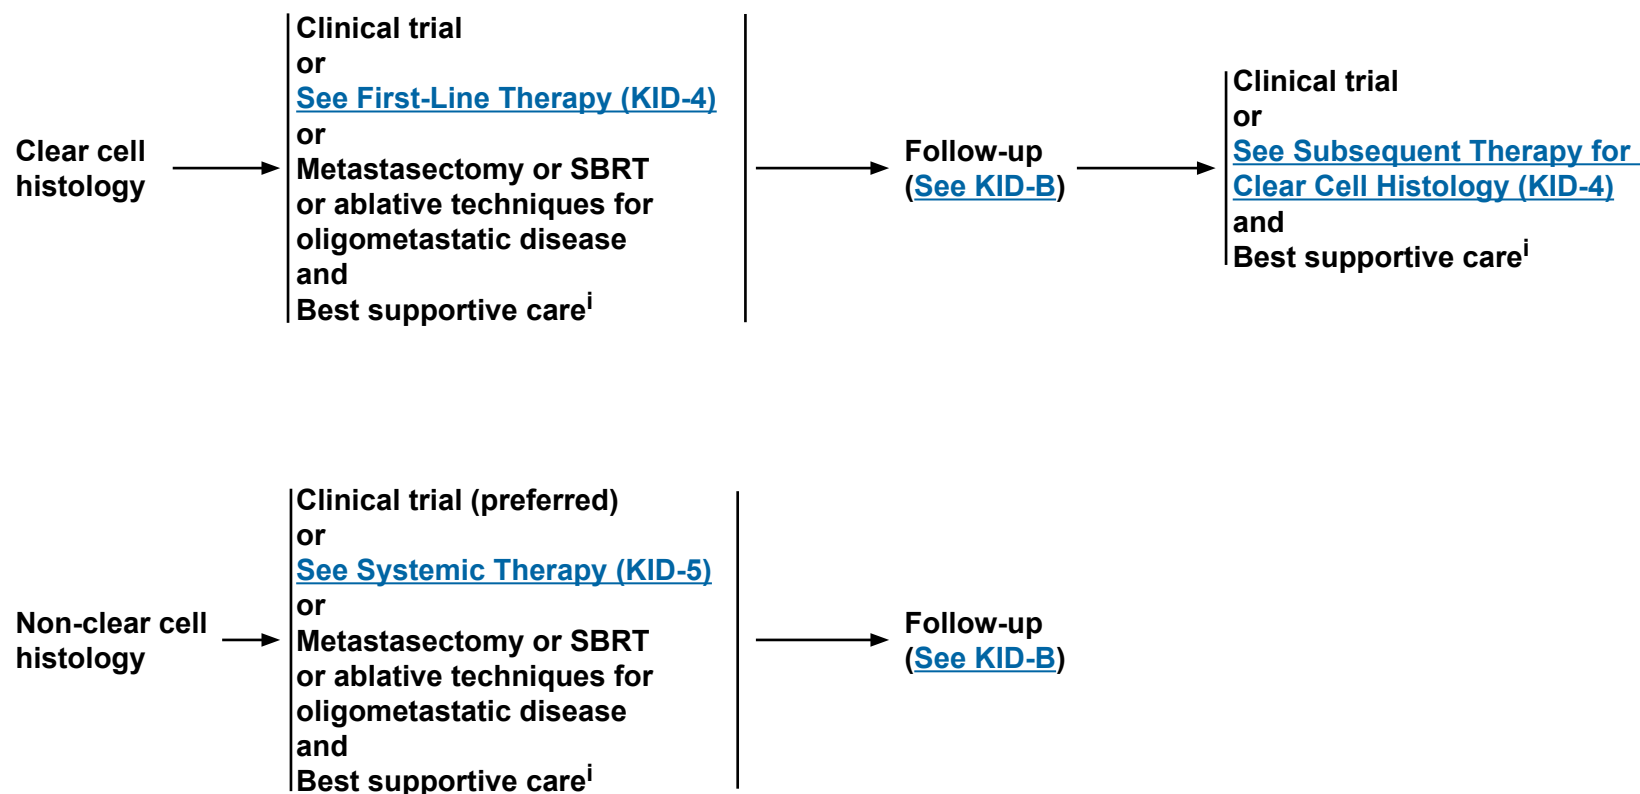 Clear cell
histology
Clinical trial
or
See First-Line Therapy (KID-4)
or
Metastasectomy or SBRT
or ablative techniques for
oligometastatic disease
and
Best supportive careⁱ
Follow-up
(See KID-B)
Clinical trial
or
See Subsequent Therapy for
Clear Cell Histology (KID-4)
and
Best supportive careⁱ
Non-clear cell
histology
Clinical trial (preferred)
or
See Systemic Therapy (KID-5)
or
Metastasectomy or SBRT
or ablative techniques for
oligometastatic disease
and
Best supportive careⁱ
Follow-up
(See KID-B)